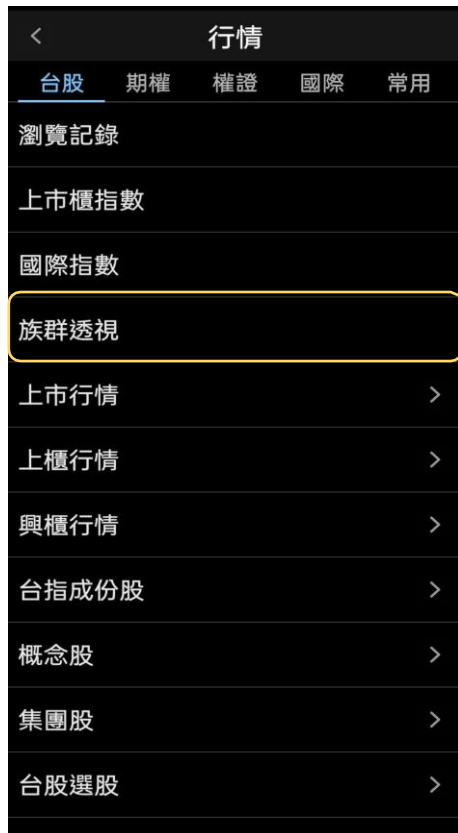 行情
台股 期權 權證 國際 常用
瀏覽記錄
上市櫃指數
國際指數
族群透視
上市行情
上櫃行情
興櫃行情
台指成份股
概念股
集團股
台股選股